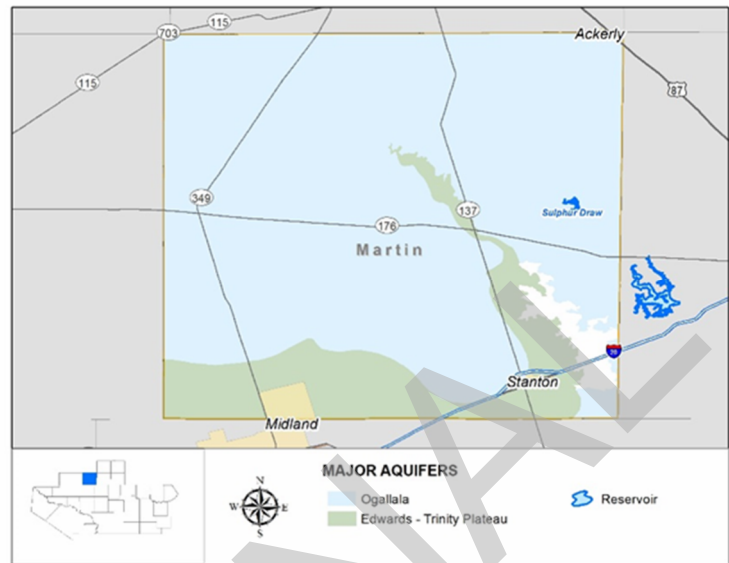 115
703
Ackerly
115
87
349
137
Sulphur Draw
176
Martin
20
Stanton
Midland
MAJOR AQUIFERS
N
W E
S
Ogallala
Edwards - Trinity Plateau
Reservoir